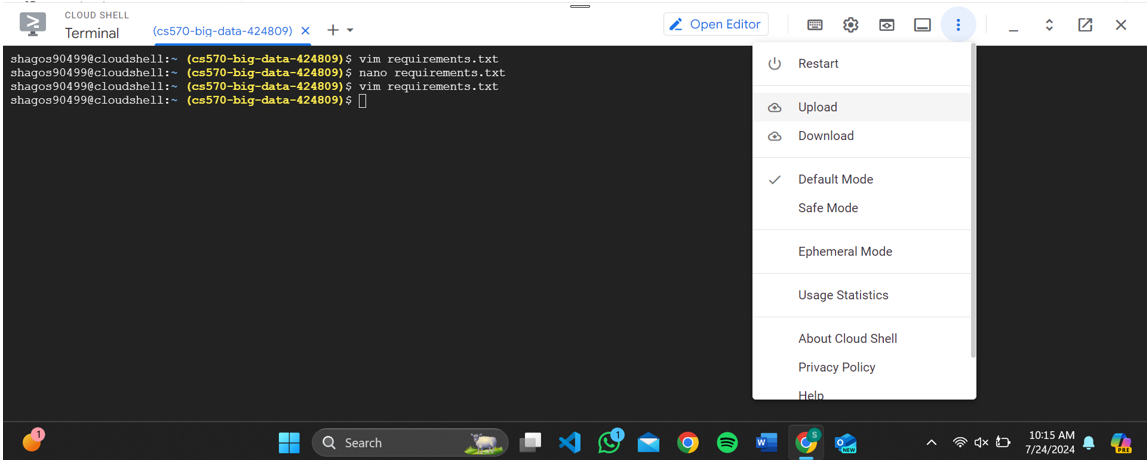 CLOUD SHELL
Terminal
(cs570-big-data-424809)
Open Editor
shagos90499@cloudshell:~ (cs570-big-data-424809)$ vim requirements.txt
shagos90499@cloudshell:~ (cs570-big-data-424809)$ nano requirements.txt
shagos90499@cloudshell:~ (cs570-big-data-424809)$ vim requirements.txt
shagos90499@cloudshell:~ (cs570-big-data-424809)$
Restart
Upload
Download
Default Mode
Safe Mode
Ephemeral Mode
Usage Statistics
About Cloud Shell
Privacy Policy
Help
1
Search
1
W
S
NEW
10:15 AM
7/24/2024
PRE